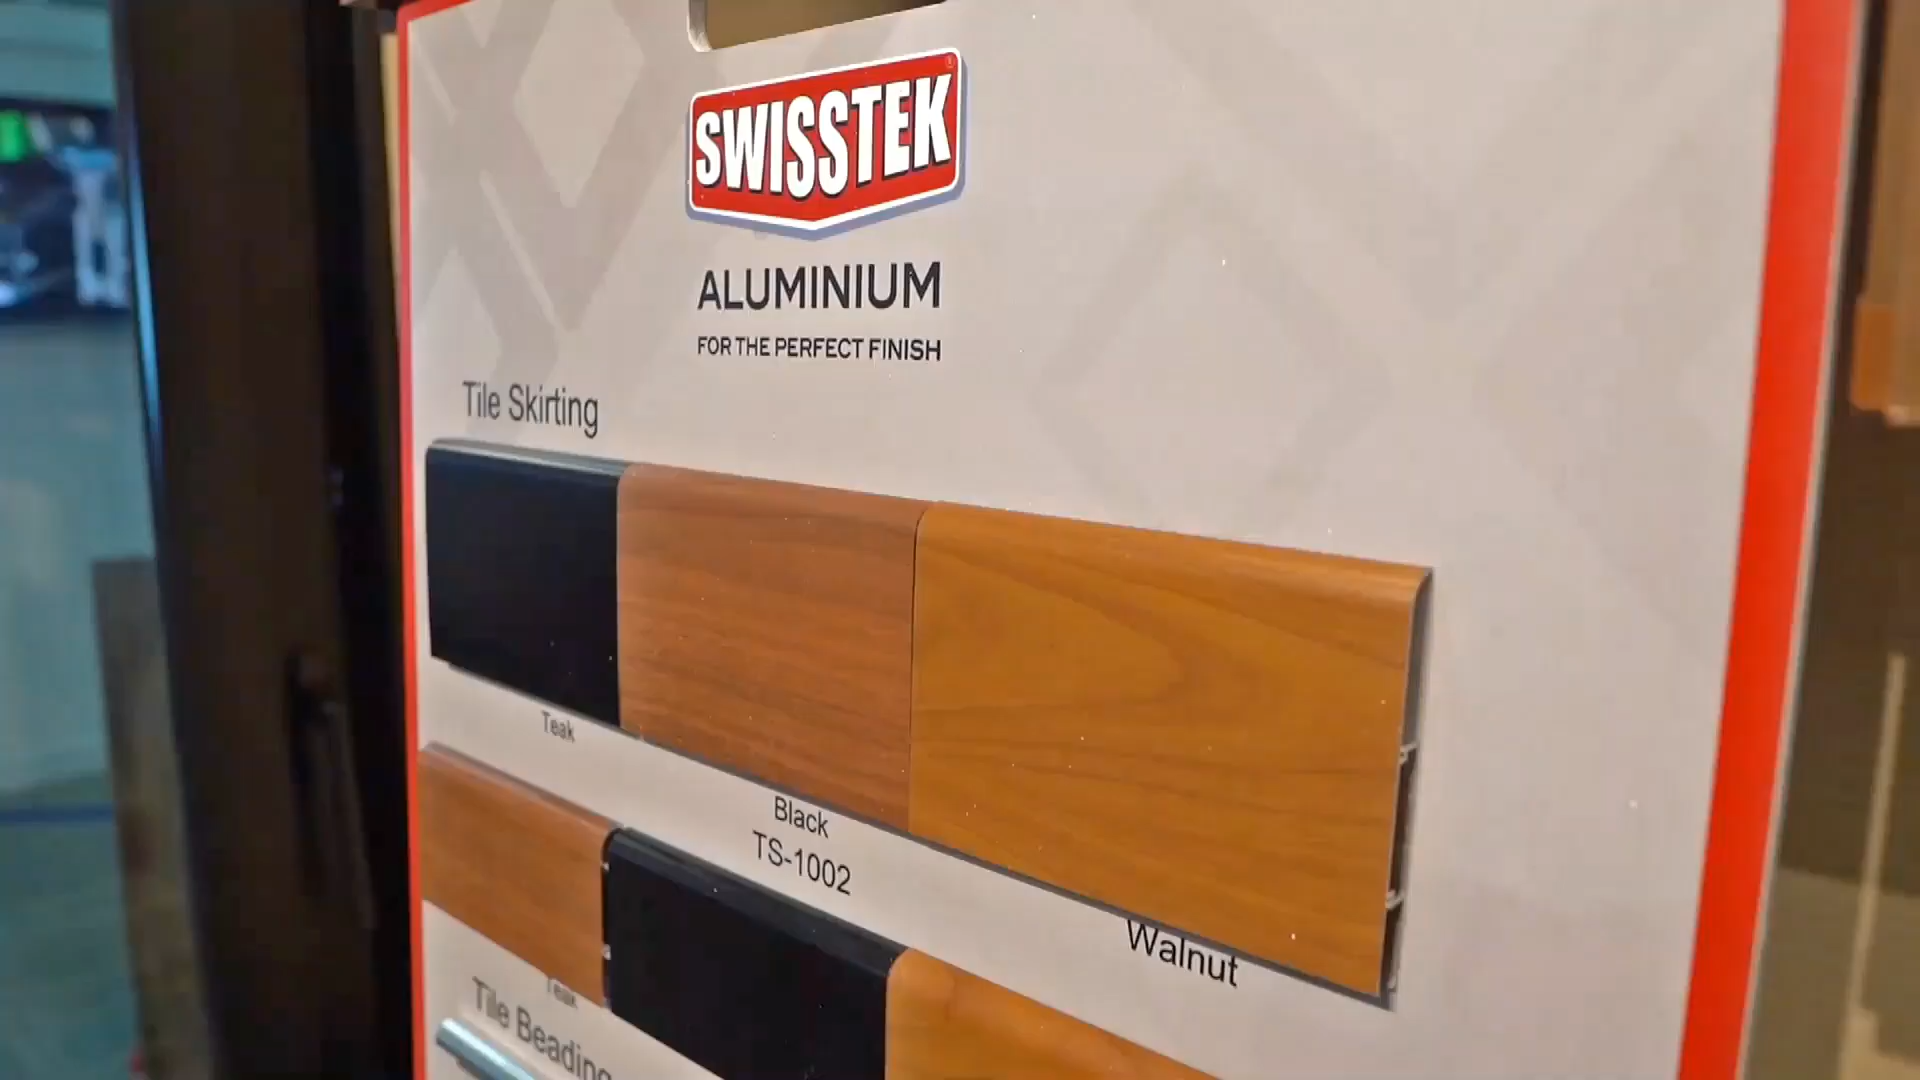 SWISSTEK
ALUMINIUM
FOR THE PERFECT FINISH
Tile Skirting
Teak
Black
TS-1002
Walnut
Teak
Tile Beading